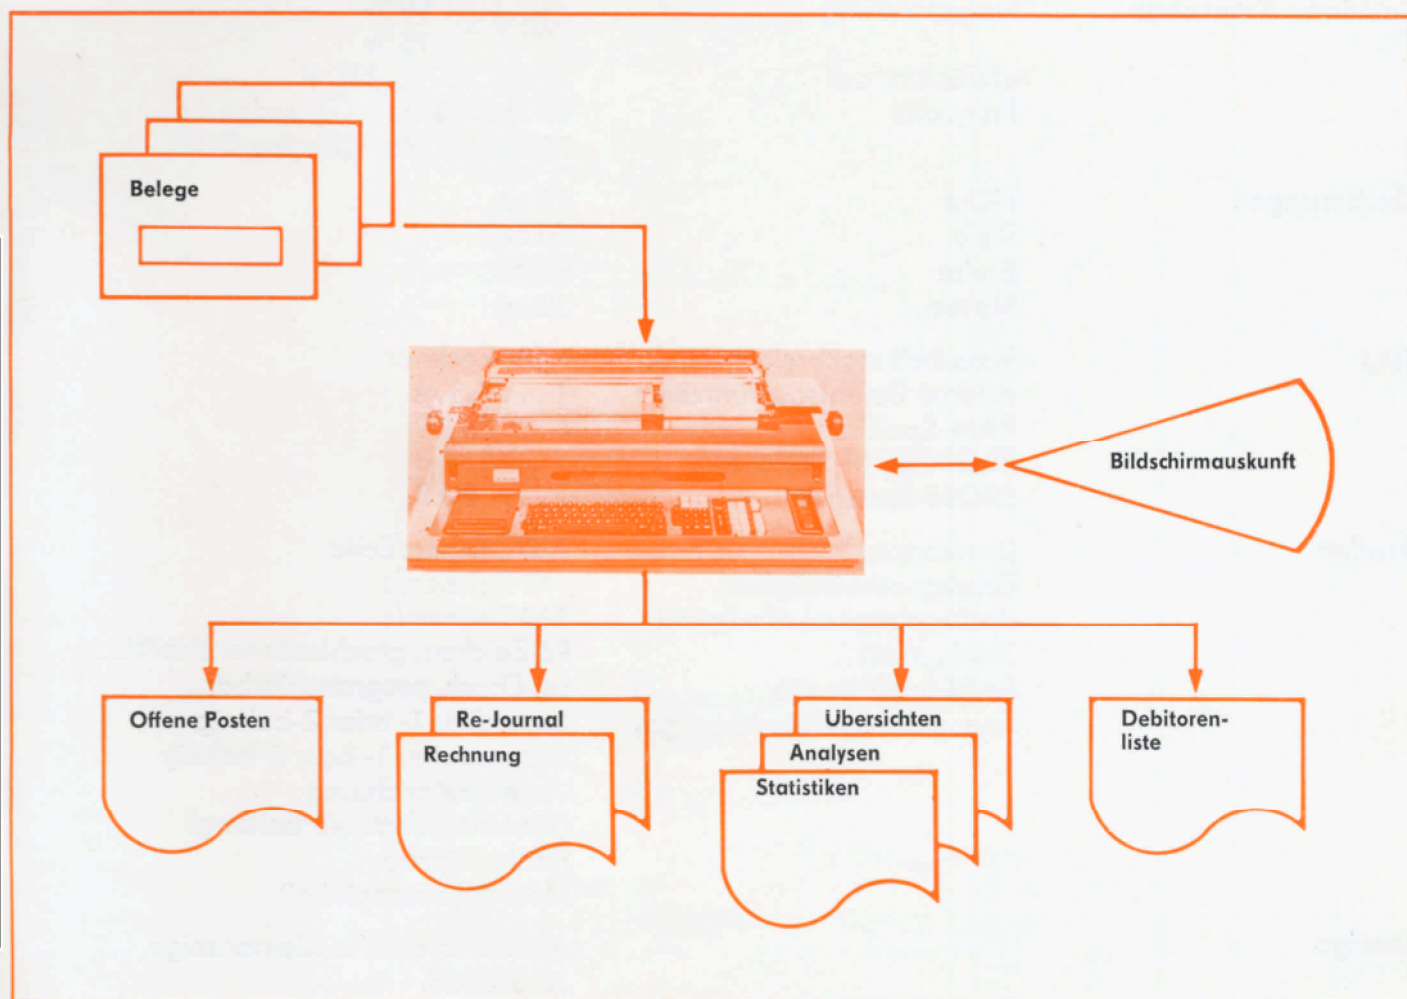 Belege
Bildschirmauskunft
Offene Posten
Re-Journal
Rechnung
Übersichten
Analysen
Statistiken
Debitoren-
liste